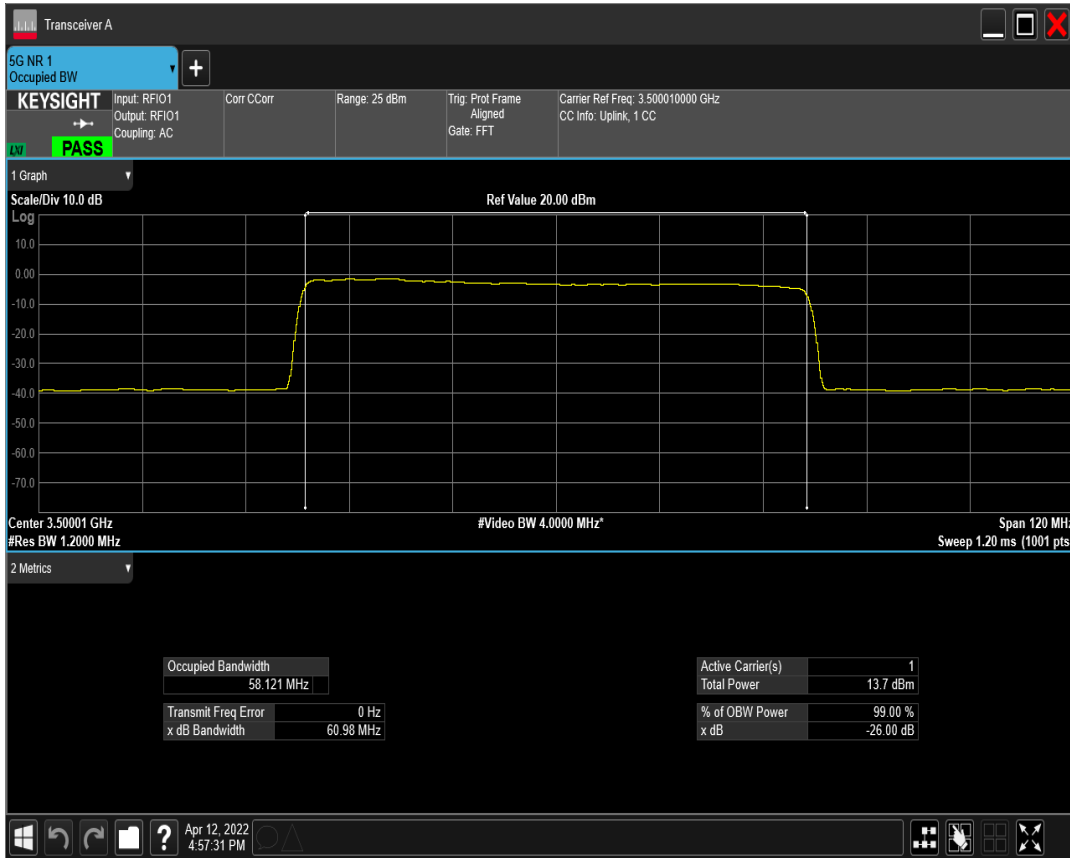 Transceiver A
5G NR 1
Occupied BW
KEYSIGHT
LXI
PASS
Input: RFIO1
Output: RFIO1
Coupling: AC
Corr CCorr
Range: 25 dBm
Trig: Prot Frame
Aligned
Gate: FFT
Carrier Ref Freq: 3.500010000 GHz
CC Info: Uplink, 1 CC
1 Graph
Scale/Div 10.0 dB
Ref Value 20.00 dBm
Log
10.0
0.00
-10.0
-20.0
-30.0
-40.0
-50.0
-60.0
-70.0
Center 3.50001 GHz
#Video BW 4.0000 MHz*
Span 120 MHz
#Res BW 1.2000 MHz
Sweep 1.20 ms (1001 pts
2 Metrics
Occupied Bandwidth
58.121 MHz
Transmit Freq Error 0 Hz
x dB Bandwidth 60.98 MHz
Active Carrier(s) 1
Total Power 13.7 dBm
% of OBW Power 99.00 %
x dB -26.00 dB
?
Apr 12, 2022
4:57:31 PM